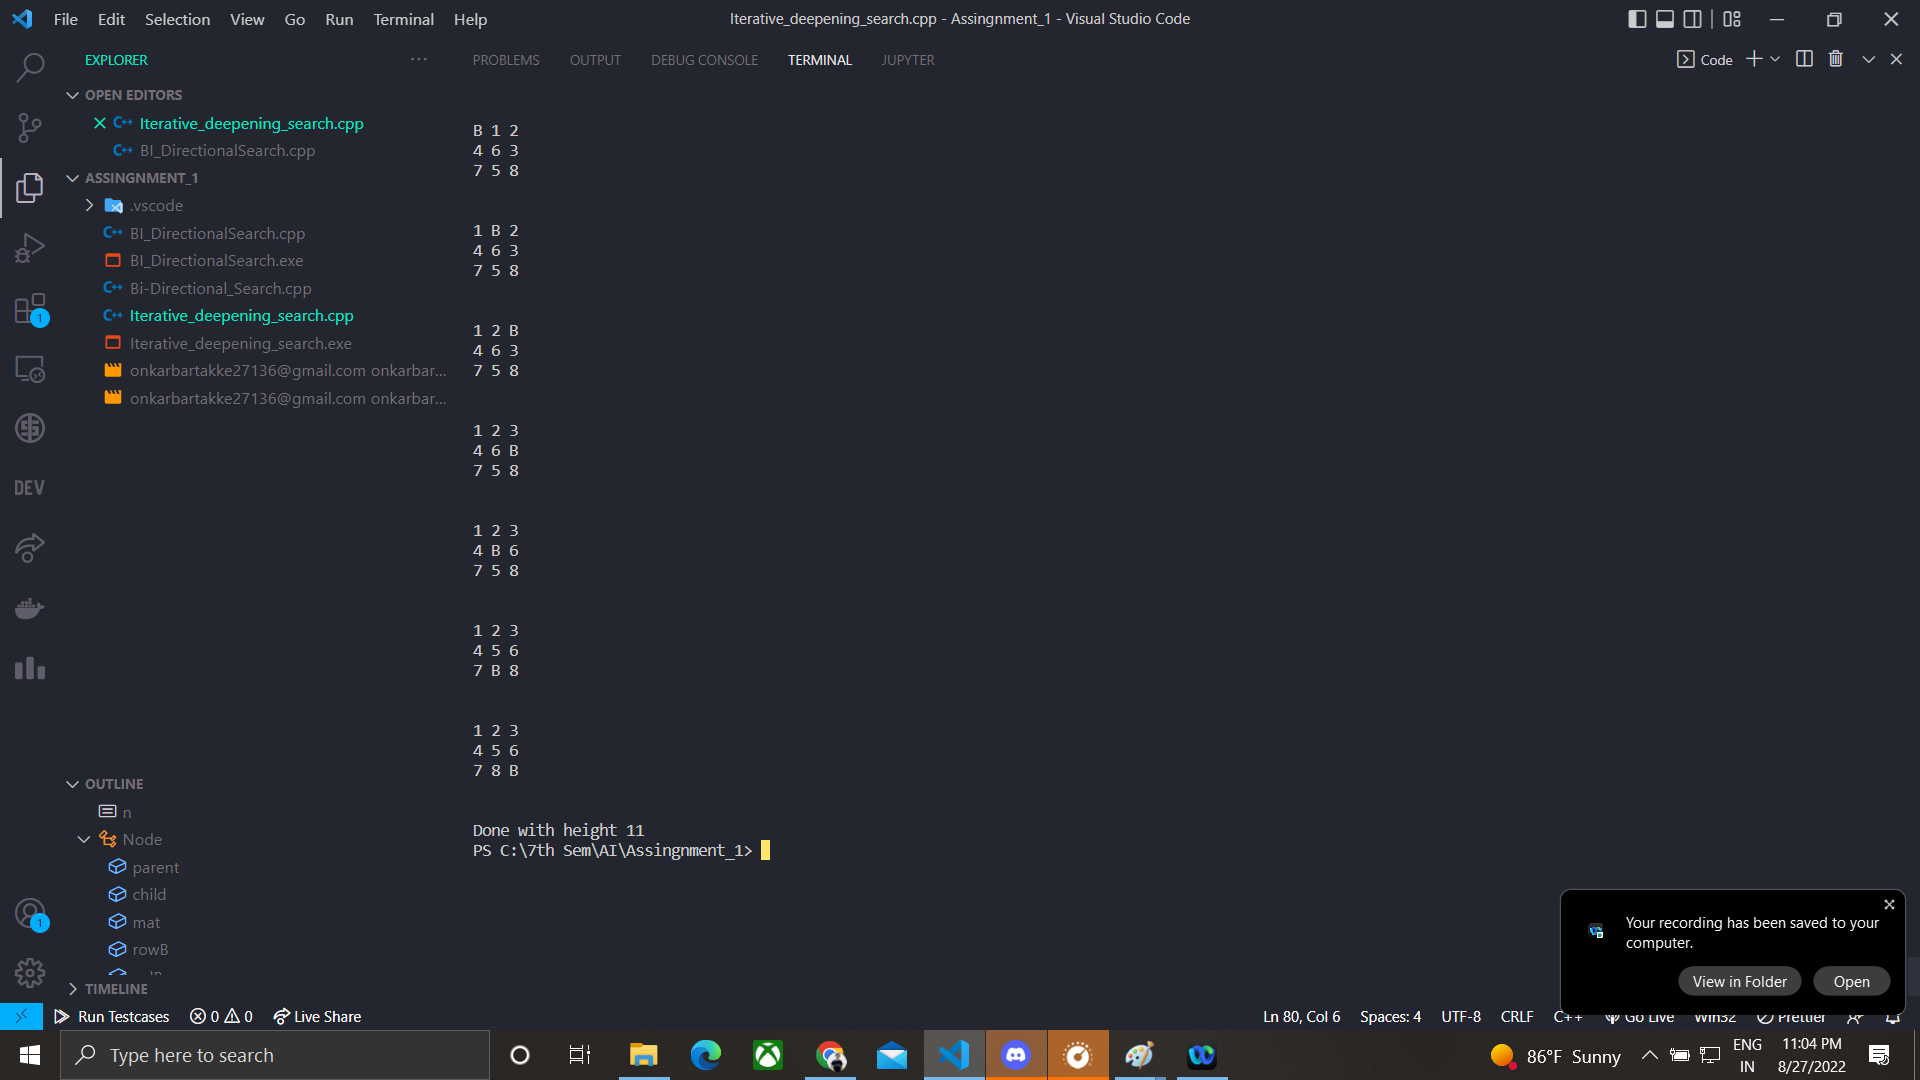 File Edit Selection View Go Run Terminal Help
Iterative_deepening_search.cpp - Assingnment_1 - Visual Studio Code
EXPLORER
OPEN EDITORS
Iterative_deepening_search.cpp
BI_DirectionalSearch.cpp
ASSINGNMENT_1
.vscode
BI_DirectionalSearch.cpp
BI_DirectionalSearch.exe
Bi-Directional_Search.cpp
Iterative_deepening_search.cpp
Iterative_deepening_search.exe
onkarbartakke27136@gmail.com onkarbar...
onkarbartakke27136@gmail.com onkarbar...
OUTLINE
n
Node
parent
child
mat
rowB
TIMELINE
DEV
1
1
PROBLEMS OUTPUT DEBUG CONSOLE TERMINAL JUPYTER
Code
B 1 2
4 6 3
7 5 8
1 B 2
4 6 3
7 5 8
1 2 B
4 6 3
7 5 8
1 2 3
4 6 B
7 5 8
1 2 3
4 B 6
7 5 8
1 2 3
4 5 6
7 B 8
1 2 3
4 5 6
7 8 B
Done with height 11
PS C:\7th Sem\AI\Assingnment_1>
Your recording has been saved to your
computer.
View in Folder Open
Run Testcases 0 0 Live Share
Ln 80, Col 6 Spaces: 4 UTF-8 CRLF C++ Go Live Win32 Prettier
Type here to search
86°F Sunny
ENG
IN
11:04 PM
8/27/2022